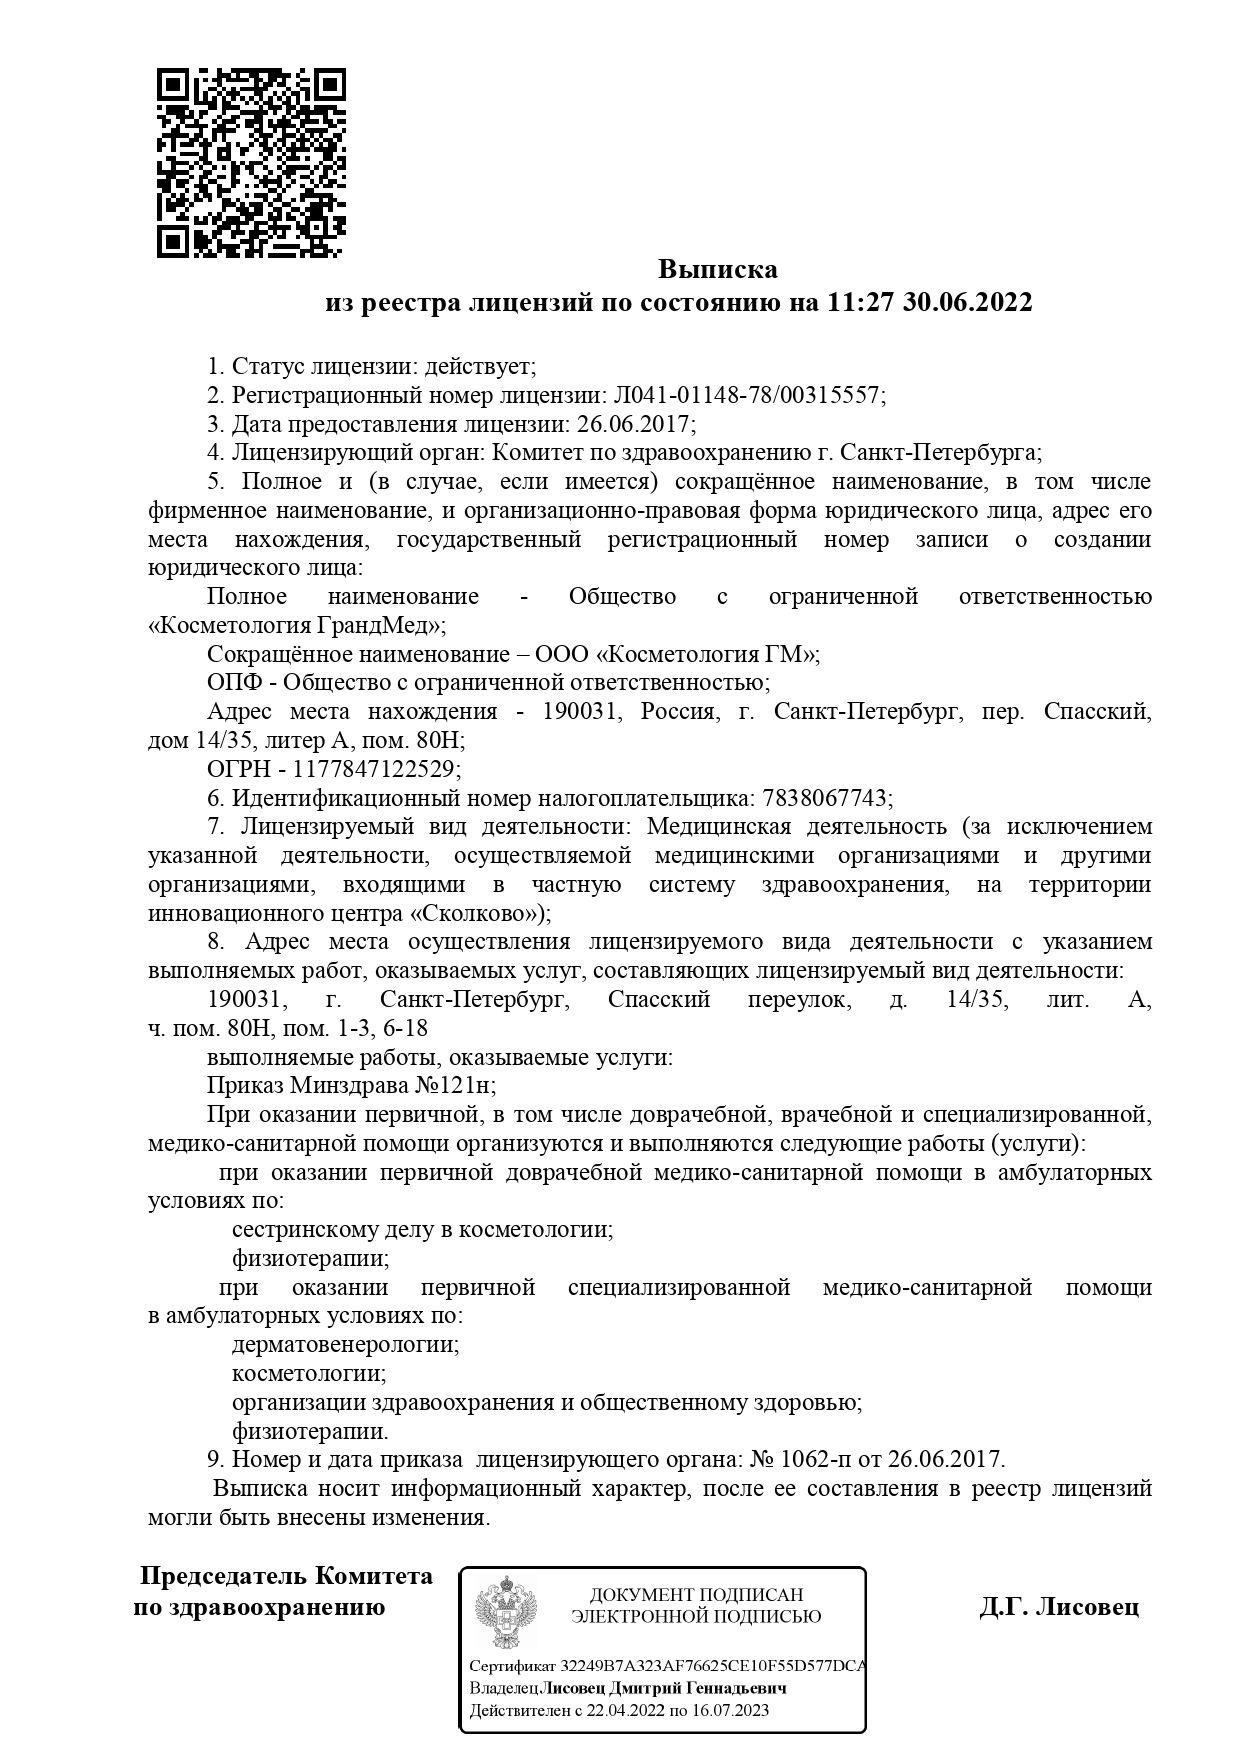 Выписка
из реестра лицензий по состоянию на 11:27 30.06.2022
1. Статус лицензии: действует;
2. Регистрационный номер лицензии: Л041-01148-78/00315557;
3. Дата предоставления лицензии: 26.06.2017;
4. Лицензирующий орган: Комитет по здравоохранению г. Санкт-Петербурга;
5. Полное и (в случае, если имеется) сокращённое наименование, в том числе
фирменное наименование, и организационно-правовая форма юридического лица, адрес его
места нахождения, государственный регистрационный номер записи о создании
юридического лица:
Полное наименование - Общество с ограниченной ответственностью
«Косметология ГрандМед»;
Сокращённое наименование – ООО «Косметология ГМ»;
ОПФ - Общество с ограниченной ответственностью;
Адрес места нахождения - 190031, Россия, г. Санкт-Петербург, пер. Спасский,
дом 14/35, литер А, пом. 80Н;
ОГРН - 1177847122529;
6. Идентификационный номер налогоплательщика: 7838067743;
7. Лицензируемый вид деятельности: Медицинская деятельность (за исключением
указанной деятельности, осуществляемой медицинскими организациями и другими
организациями, входящими в частную систему здравоохранения, на территории
инновационного центра «Сколково»);
8. Адрес места осуществления лицензируемого вида деятельности с указанием
выполняемых работ, оказываемых услуг, составляющих лицензируемый вид деятельности:
190031, г. Санкт-Петербург, Спасский переулок, д. 14/35, лит. А,
ч. пом. 80Н, пом. 1-3, 6-18
выполняемые работы, оказываемые услуги:
Приказ Минздрава №121н;
При оказании первичной, в том числе доврачебной, врачебной и специализированной,
медико-санитарной помощи организуются и выполняются следующие работы (услуги):
при оказании первичной доврачебной медико-санитарной помощи в амбулаторных
условиях по:
сестринскому делу в косметологии;
физиотерапии;
при оказании первичной специализированной медико-санитарной помощи
в амбулаторных условиях по:
дерматовенерологии;
косметологии;
организации здравоохранения и общественному здоровью;
физиотерапии.
9. Номер и дата приказа лицензирующего органа: № 1062-п от 26.06.2017.
Выписка носит информационный характер, после ее составления в реестр лицензий
могли быть внесены изменения.
Председатель Комитета
по здравоохранению
ДОКУМЕНТ ПОДПИСАН
ЭЛЕКТРОННОЙ ПОДПИСЬЮ
Сертификат 32249B7A323AF76625CE10F55D577DCA
Владелец Лисовец Дмитрий Геннадьевич
Действителен с 22.04.2022 по 16.07.2023
Д.Г. Лисовец